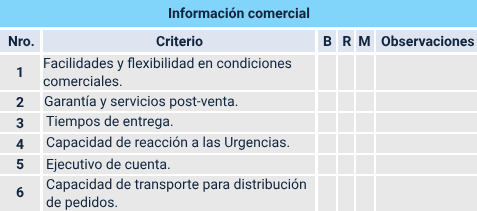 Información comercial
Nro. Criterio B R M Observaciones
1 Facilidades y flexibilidad en condiciones
comerciales.
2 Garantía y servicios post-venta.
3 Tiempos de entrega.
4 Capacidad de reacción a las Urgencias.
5 Ejecutivo de cuenta.
6 Capacidad de transporte para distribución
de pedidos.